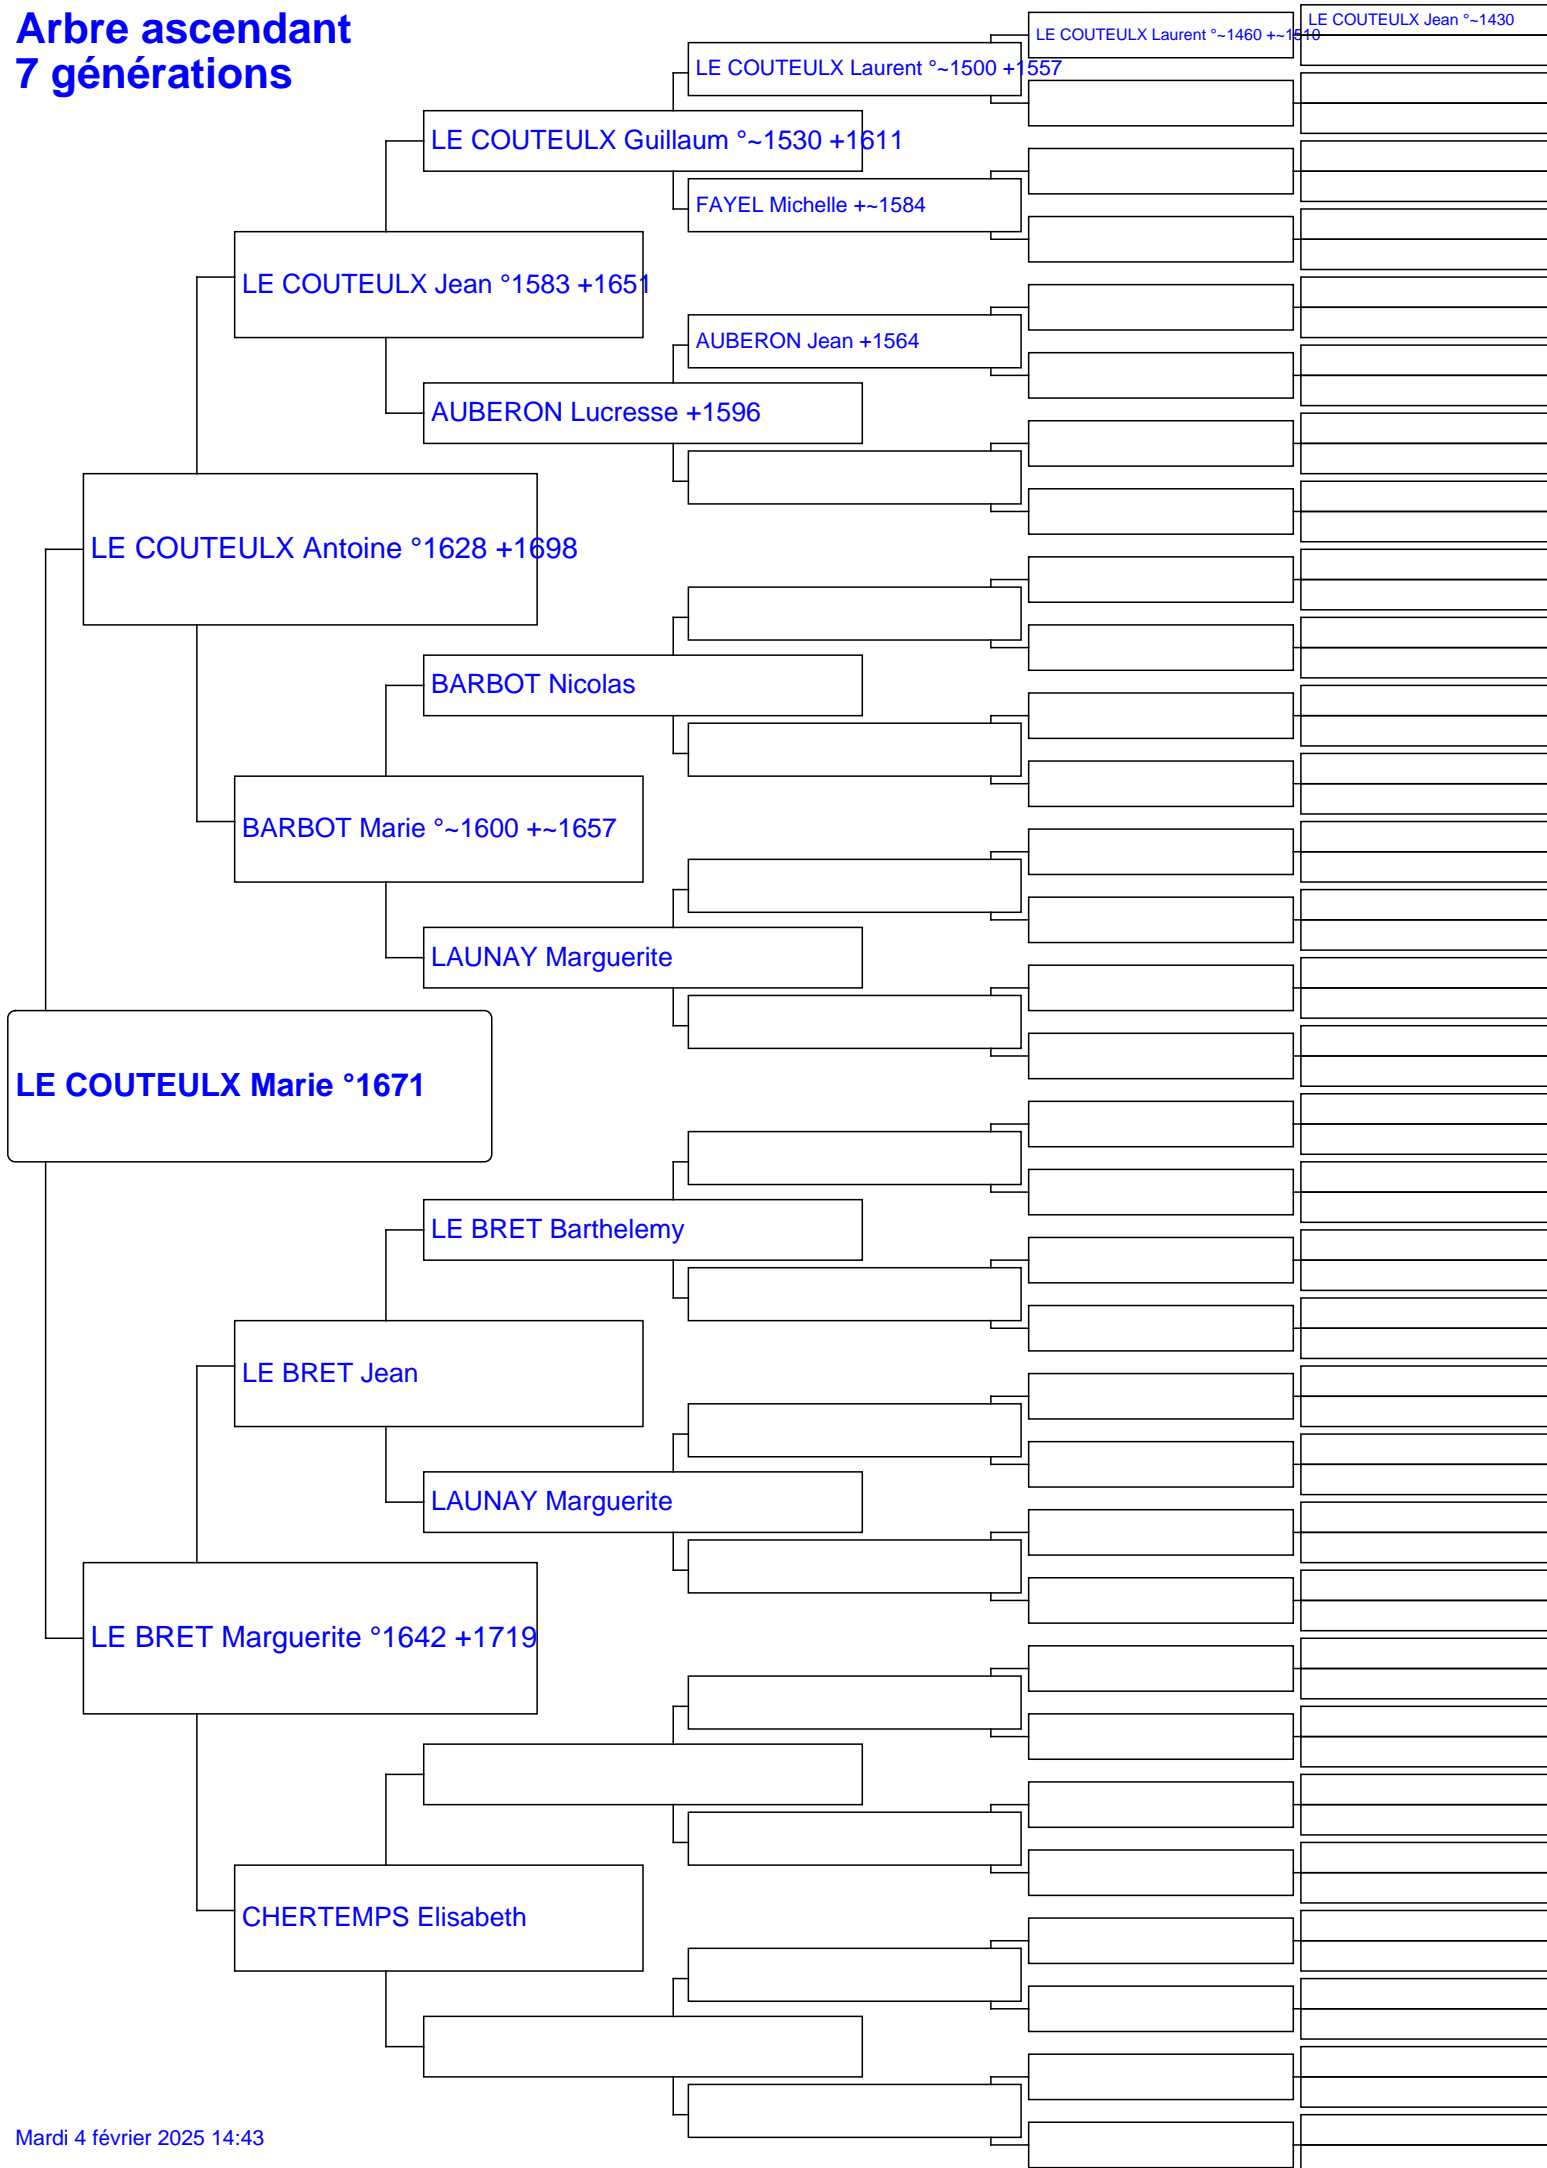 Arbre ascendant
7 générations
LE COUTEULX Jean °~1430
LE COUTEULX Laurent °~1460 +~1510
LE COUTEULX Laurent °~1500 +1557
LE COUTEULX Guillaum °~1530 +1611
FAYEL Michelle +~1584
LE COUTEULX Jean °1583 +1651
AUBERON Jean +1564
AUBERON Lucresse +1596
LE COUTEULX Antoine °1628 +1698
BARBOT Nicolas
BARBOT Marie °~1600 +~1657
LAUNAY Marguerite
LE COUTEULX Marie °1671
LE BRET Barthelemy
LE BRET Jean
LAUNAY Marguerite
LE BRET Marguerite °1642 +1719
CHERTEMPS Elisabeth
Mardi 4 février 2025 14:43